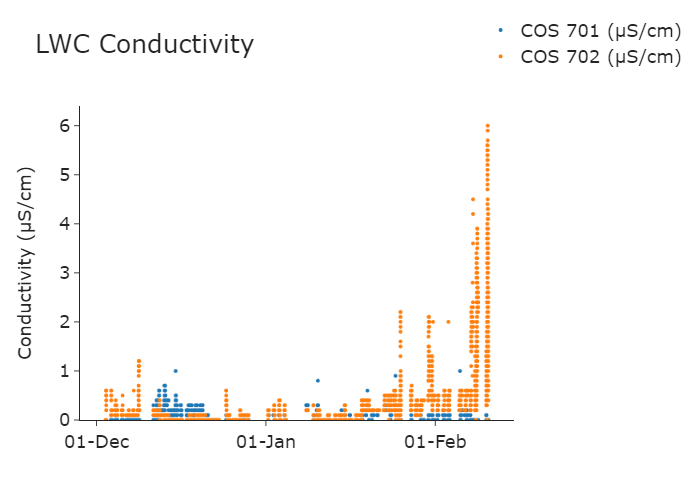 LWC Conductivity
COS 701 (µS/cm)
COS 702 (µS/cm)
Conductivity (µS/cm)
6
5
4
3
2
1
0
01-Dec 01-Jan 01-Feb